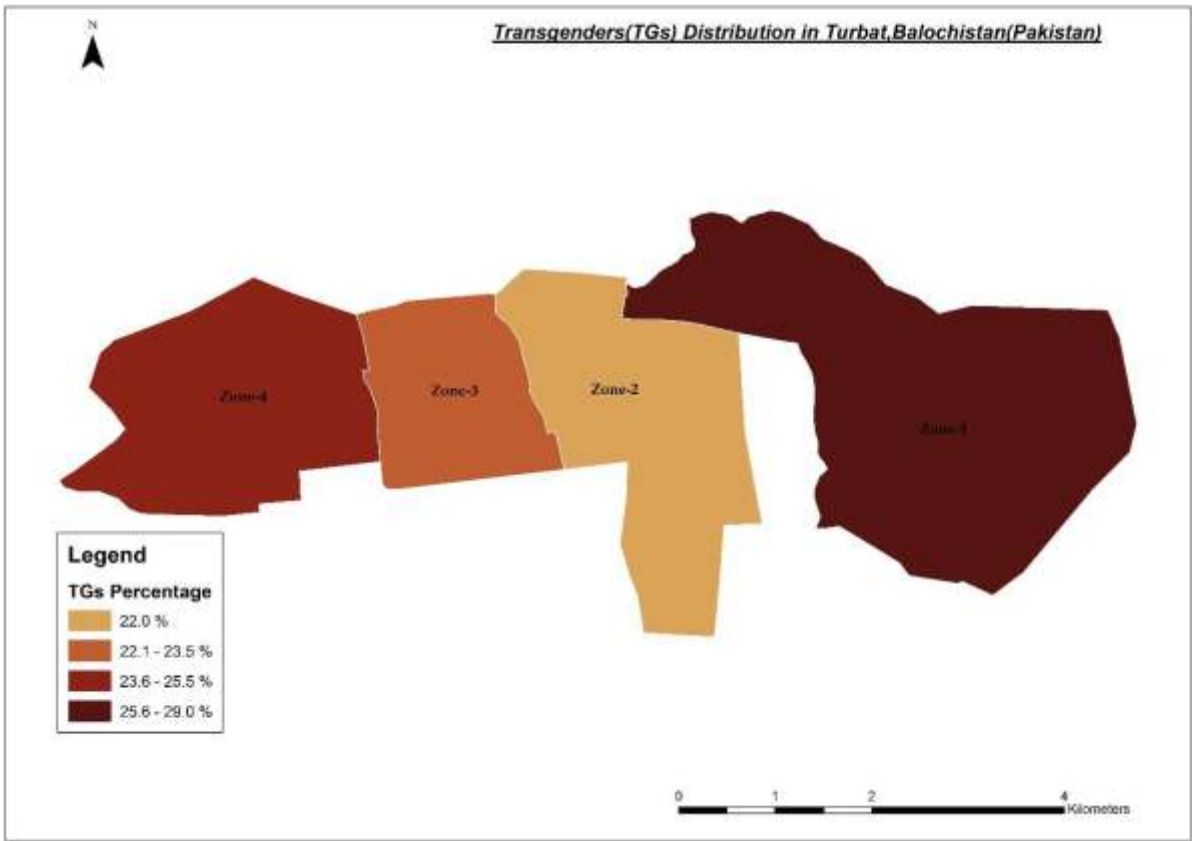 N
Transgenders(TGs) Distribution in Turbat,Balochistan(Pakistan)
Zone-4
Zone-3
Zone-2
Zone-1
Legend
TGs Percentage
22.0 %
22.1 - 23.5 %
23.6 - 25.5 %
25.6 - 29.0 %
0 1 2 4
Kilometers